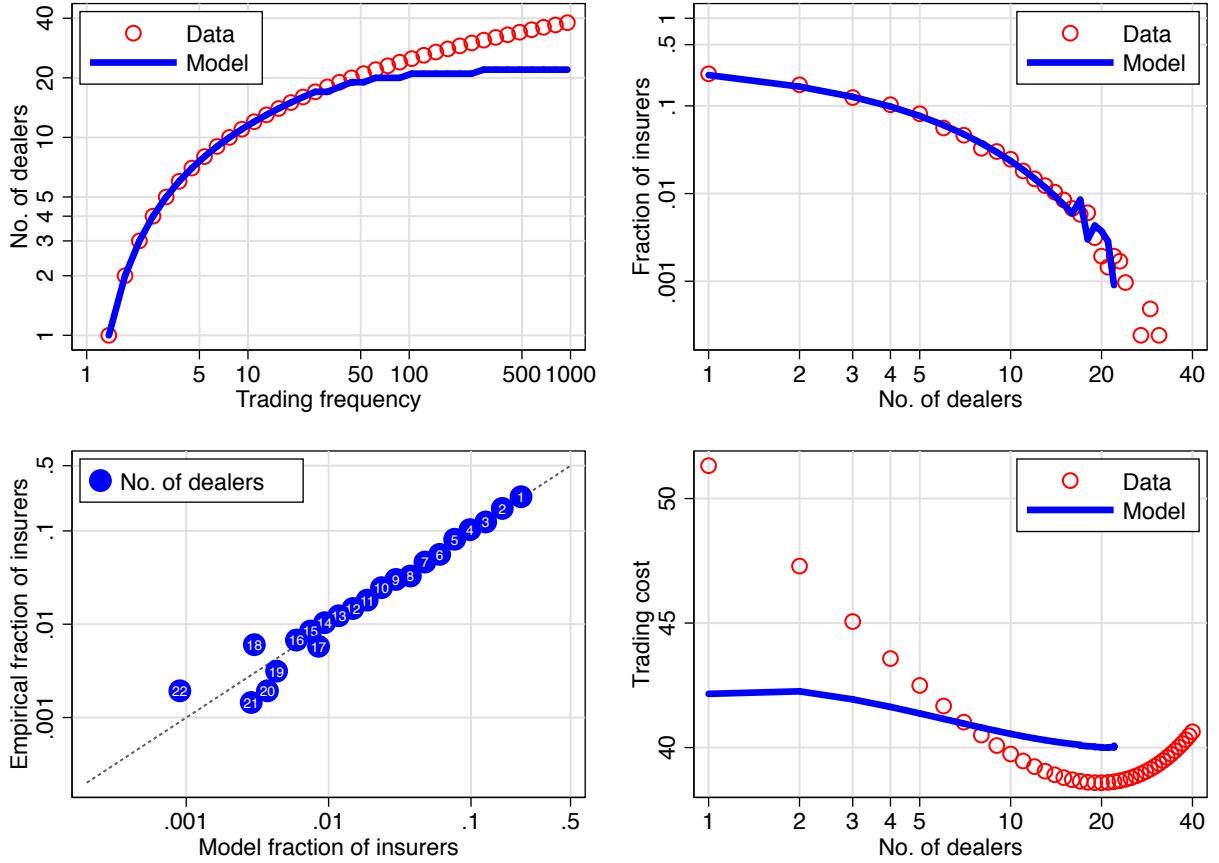 Data
Model
No. of dealers
40
20
10
5
4
3
2
1
1 5 10 50 100 500 1000
Trading frequency
Data
Model
Fraction of insurers
1
.5
.1
.01
.001
1 2 3 4 5 10 20 40
No. of dealers
No. of dealers
Empirical fraction of insurers
.5
.1
.01
.001
1
2
3
4
5
6
7
8
9
10
11
12
13
14
15
16
17
18
19
20
21
22
.001 .01 .1 .5
Model fraction of insurers
Data
Model
Trading cost
50
45
40
1 2 3 4 5 10 20 40
No. of dealers